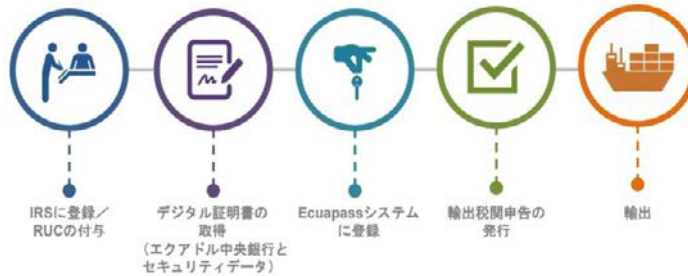 IRSに登録／
RUCの付与
デジタル証明書の
取得
（エクアドル中央銀行と
セキュリティデータ）
Ecuapassシステム
に登録
輸出税関申告の
発行
輸出